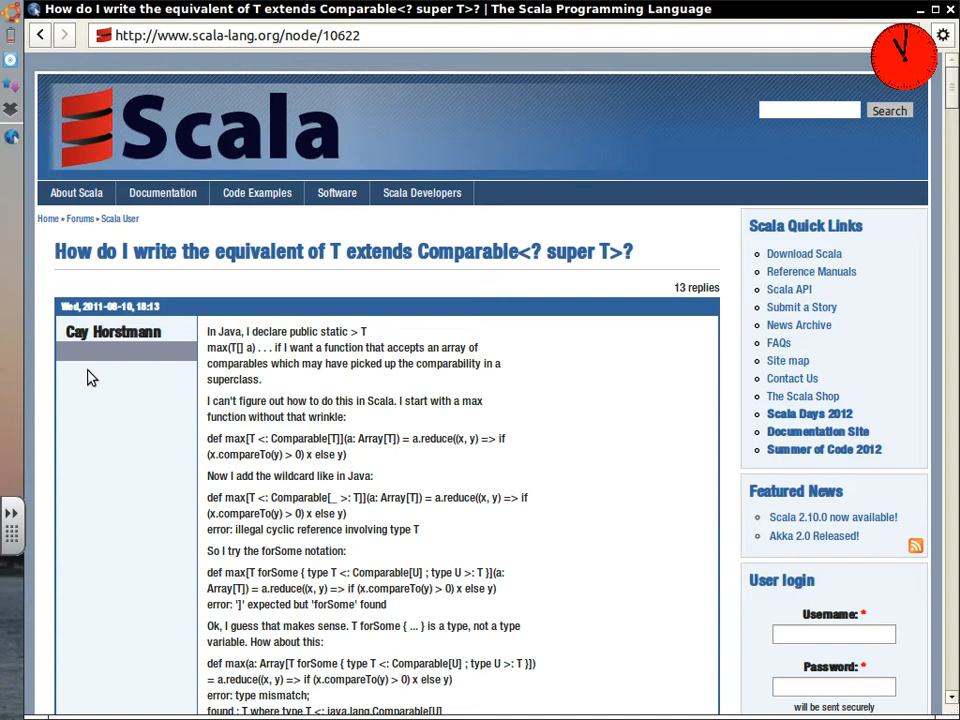 How do I write the equivalent of T extends Comparable<? super T>? | The Scala Programming Language
http://www.scala-lang.org/node/10622
Scala
Search
About Scala
Documentation
Code Examples
Software
Scala Developers
Home » Forums » Scala User
How do I write the equivalent of T extends Comparable<? super T>?
13 replies
Wed, 2011-08-10, 18:13
Cay Horstmann
In Java, I declare public static > T
max(T[] a) . . . if I want a function that accepts an array of
comparables which may have picked up the comparability in a
superclass.
I can't figure out how to do this in Scala. I start with a max
function without that wrinkle:
def max[T <: Comparable[T]](a: Array[T]) = a.reduce((x, y) => if
(x.compareTo(y) > 0) x else y)
Now I add the wildcard like in Java:
def max[T <: Comparable[_ >: T]](a: Array[T]) = a.reduce((x, y) => if
(x.compareTo(y) > 0) x else y)
error: illegal cyclic reference involving type T
So I try the forSome notation:
def max[T forSome { type T <: Comparable[U] ; type U >: T }](a:
Array[T]) = a.reduce((x, y) => if (x.compareTo(y) > 0) x else y)
error: ']' expected but 'forSome' found
Ok, I guess that makes sense. T forSome { ... } is a type, not a type
variable. How about this:
def max(a: Array[T forSome { type T <: Comparable[U] ; type U >: T }])
= a.reduce((x, y) => if (x.compareTo(y) > 0) x else y)
error: type mismatch;
found : T where type T <: java.lang.Comparable[U]
Scala Quick Links
Download Scala
Reference Manuals
Scala API
Submit a Story
News Archive
FAQs
Site map
Contact Us
The Scala Shop
Scala Days 2012
Documentation Site
Summer of Code 2012
Featured News
Scala 2.10.0 now available!
Akka 2.0 Released!
User login
Username: *
Password: *
will be sent securely